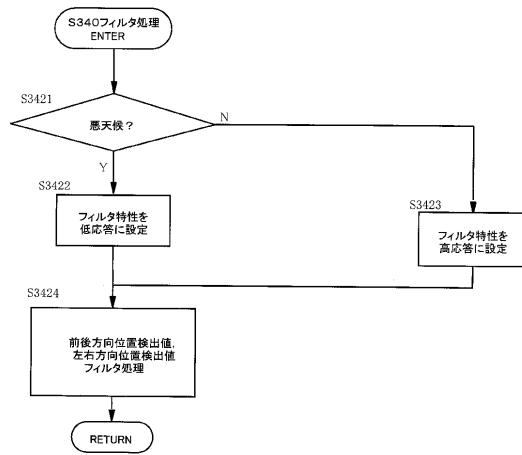 S340フィルタ処理
ENTER
S3421
悪天候？
N
Y
S3422
フィルタ特性を
低応答に設定
S3423
フィルタ特性を
高応答に設定
S3424
前後方向位置検出値,
左右方向位置検出値
フィルタ処理
RETURN